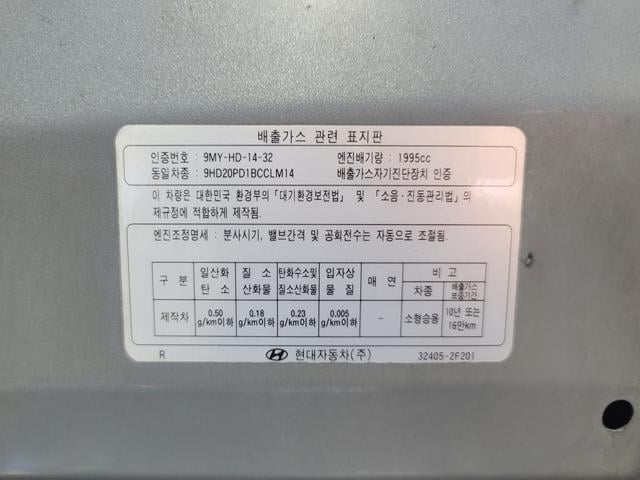 배출가스 관련 표지판
인증번호 : 9MY-HD-14-32 엔진배기량 : 1995cc
동일차종 : 9HD20PD1BCCLM14 배출가스자기진단장치 인증
이 차량은 대한민국 환경부의 「대기환경보전법」 및 「소음·진동관리법」의
제규정에 적합하게 제작됨.
엔진조정명세 : 분사시기, 밸브간격 및 공회전수는 자동으로 조절됨.
구 분 일산화 탄 소 질 소 산화물 탄화수소및 질소산화물 입자상 물 질 매 연 비 고
차종 배출가스 보증기간
제작차 0.50 g/km이하 0.18 g/km이하 0.23 g/km이하 0.005 g/km이하 - 소형승용 10년 또는 16만km
R 현대자동차(주) 32405-2F201